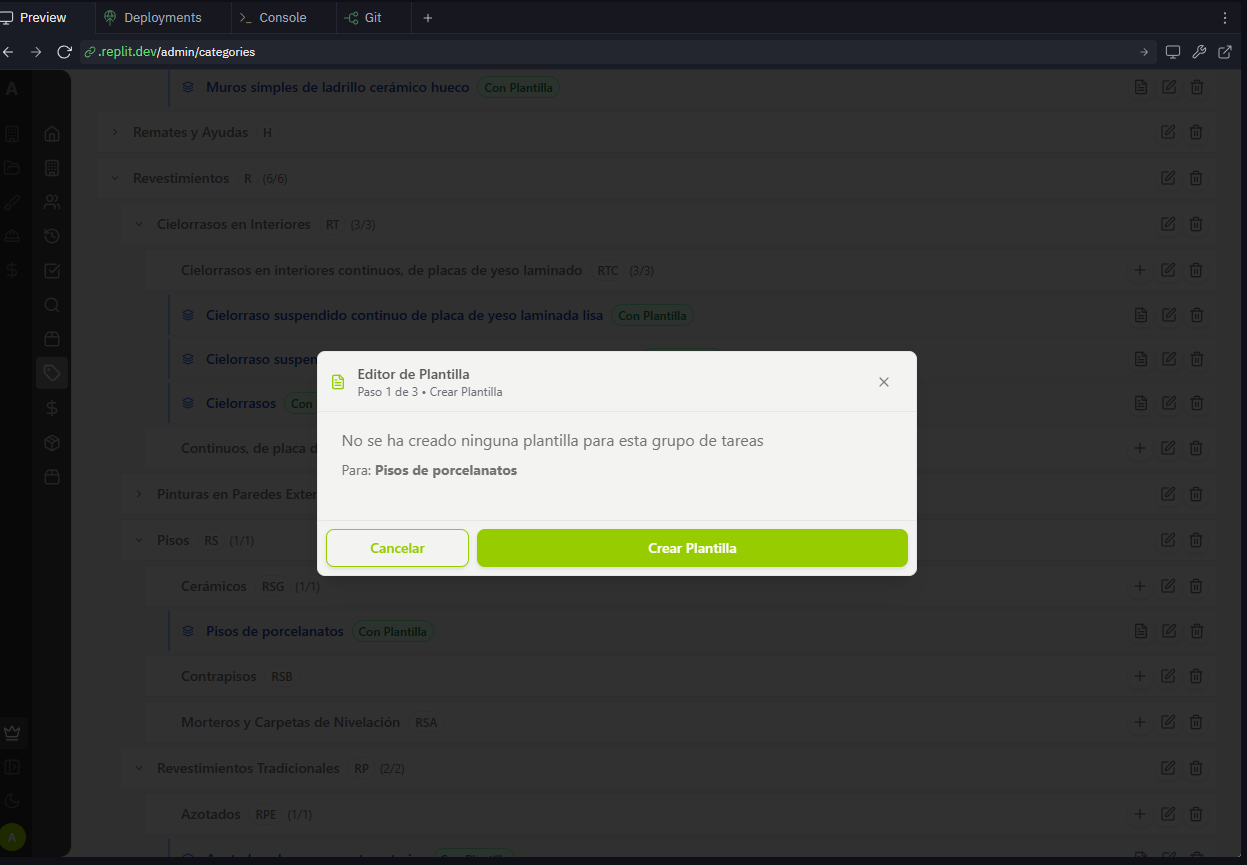 Preview
Deployments
Console
Git
.replit.dev/admin/categories
A
Muros simples de ladrillo cerámico hueco Con Plantilla
Remates y Ayudas H
Revestimientos R (6/6)
Cielorrasos en Interiores RT (3/3)
Cielorrasos en interiores continuos, de placas de yeso laminado RTC (3/3)
Cielorraso suspendido continuo de placa de yeso laminada lisa Con Plantilla
Cielorraso suspen
Editor de Plantilla
Paso 1 de 3 • Crear Plantilla
Cielorrasos Con
No se ha creado ninguna plantilla para esta grupo de tareas
Continuos, de placa d
Para: Pisos de porcelanatos
Pinturas en Paredes Exter
Pisos RS (1/1)
Cancelar
Crear Plantilla
Cerámicos RSG (1/1)
Pisos de porcelanatos Con Plantilla
Contrapisos RSB
Morteros y Carpetas de Nivelación RSA
Revestimientos Tradicionales RP (2/2)
Azotados RPE (1/1)
A